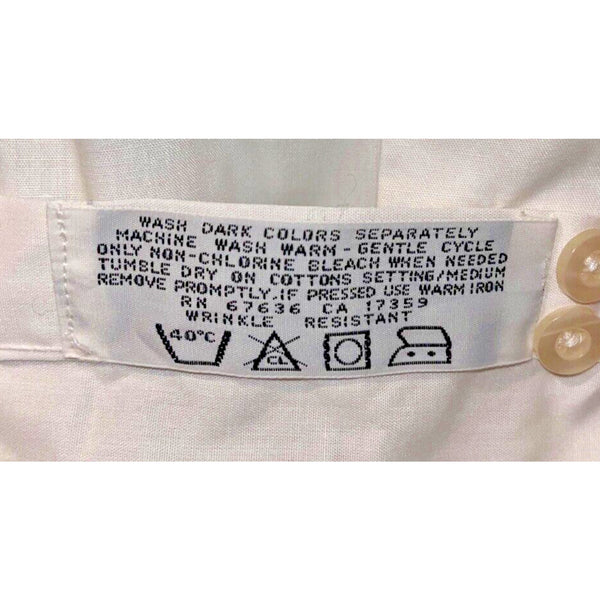 WASH DARK COLORS SEPARATELY
MACHINE WASH WARM - GENTLE CYCLE
ONLY NON-CHLORINE BLEACH WHEN NEEDED
TUMBLE DRY ON COTTONS SETTING/MEDIUM
REMOVE PROMPTLY.IF PRESSED USE WARM IRON
RN 67636 CA 17359
WRINKLE RESISTANT
40°C CL